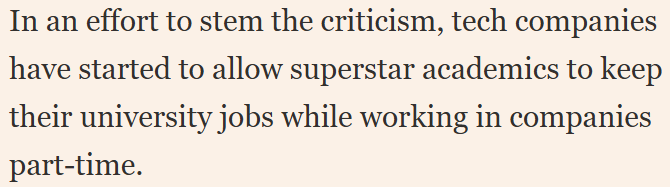 In an effort to stem the criticism, tech companies
have started to allow superstar academics to keep
their university jobs while working in companies
part-time.